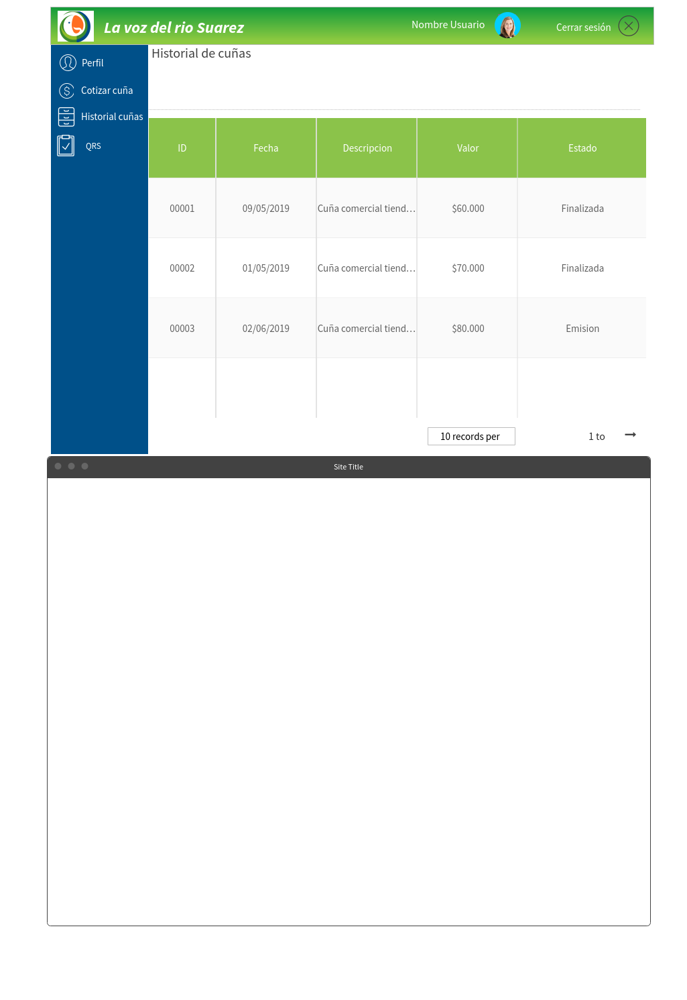 La voz del rio Suarez
Nombre Usuario
Cerrar sesión
Perfil
Cotizar cuña
Historial cuñas
QRS
Historial de cuñas
ID Fecha Descripcion Valor Estado
00001 09/05/2019 Cuña comercial tiend... $60.000 Finalizada
00002 01/05/2019 Cuña comercial tiend... $70.000 Finalizada
00003 02/06/2019 Cuña comercial tiend... $80.000 Emision
10 records per
1 to
Site Title